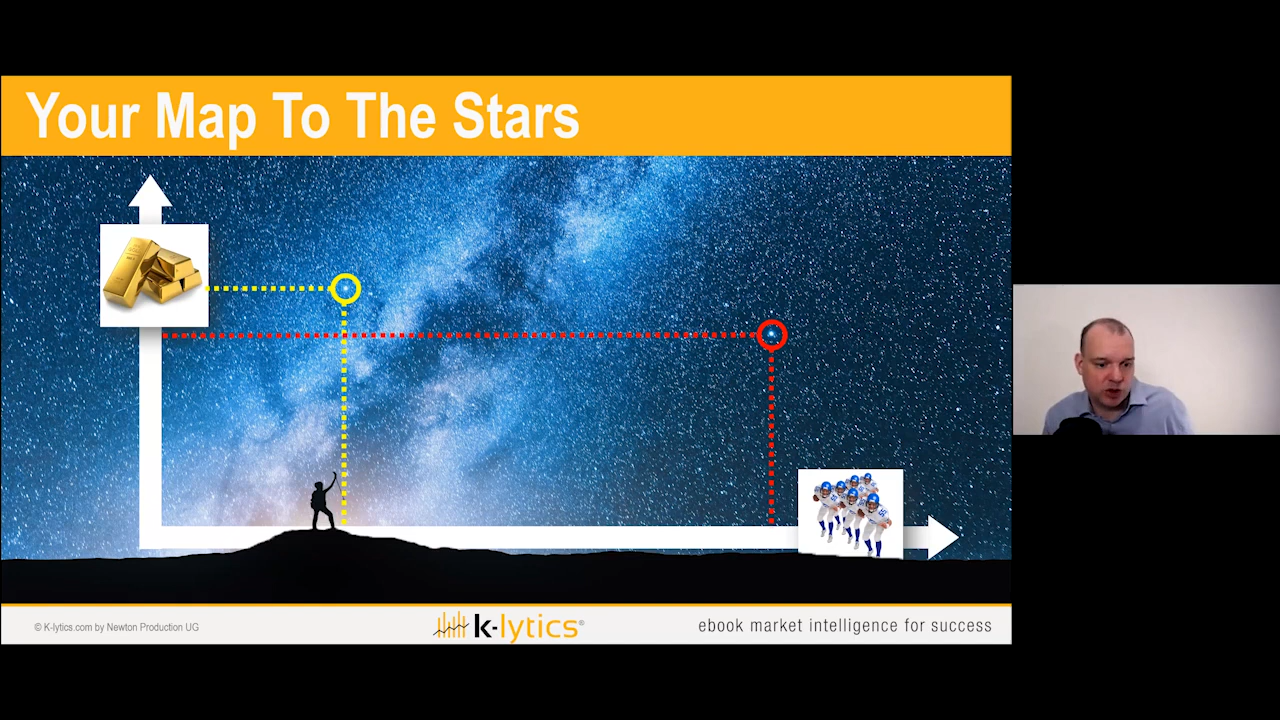 Your Map To The Stars
© K-lytics.com by Newton Production UG
k-lytics®
ebook market intelligence for success